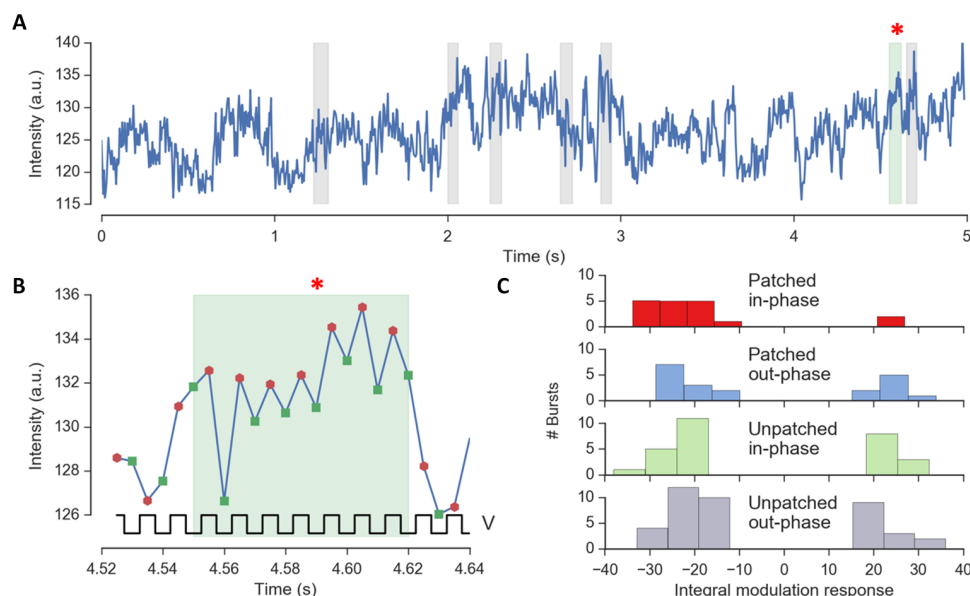 A
*
140
135
130
125
120
115
Intensity (a.u.)
0 1 2 3 4 5
Time (s)
B
*
136
134
132
130
128
126
Intensity (a.u.)
V
4.52 4.54 4.56 4.58 4.60 4.62 4.64
Time (s)
C
# Bursts
10
5
0
Patched
in-phase
10
5
0
Patched
out-phase
10
5
0
Unpatched
in-phase
10
5
0
Unpatched
out-phase
−40 −30 −20 −10 0 10 20 30 40
Integral modulation response